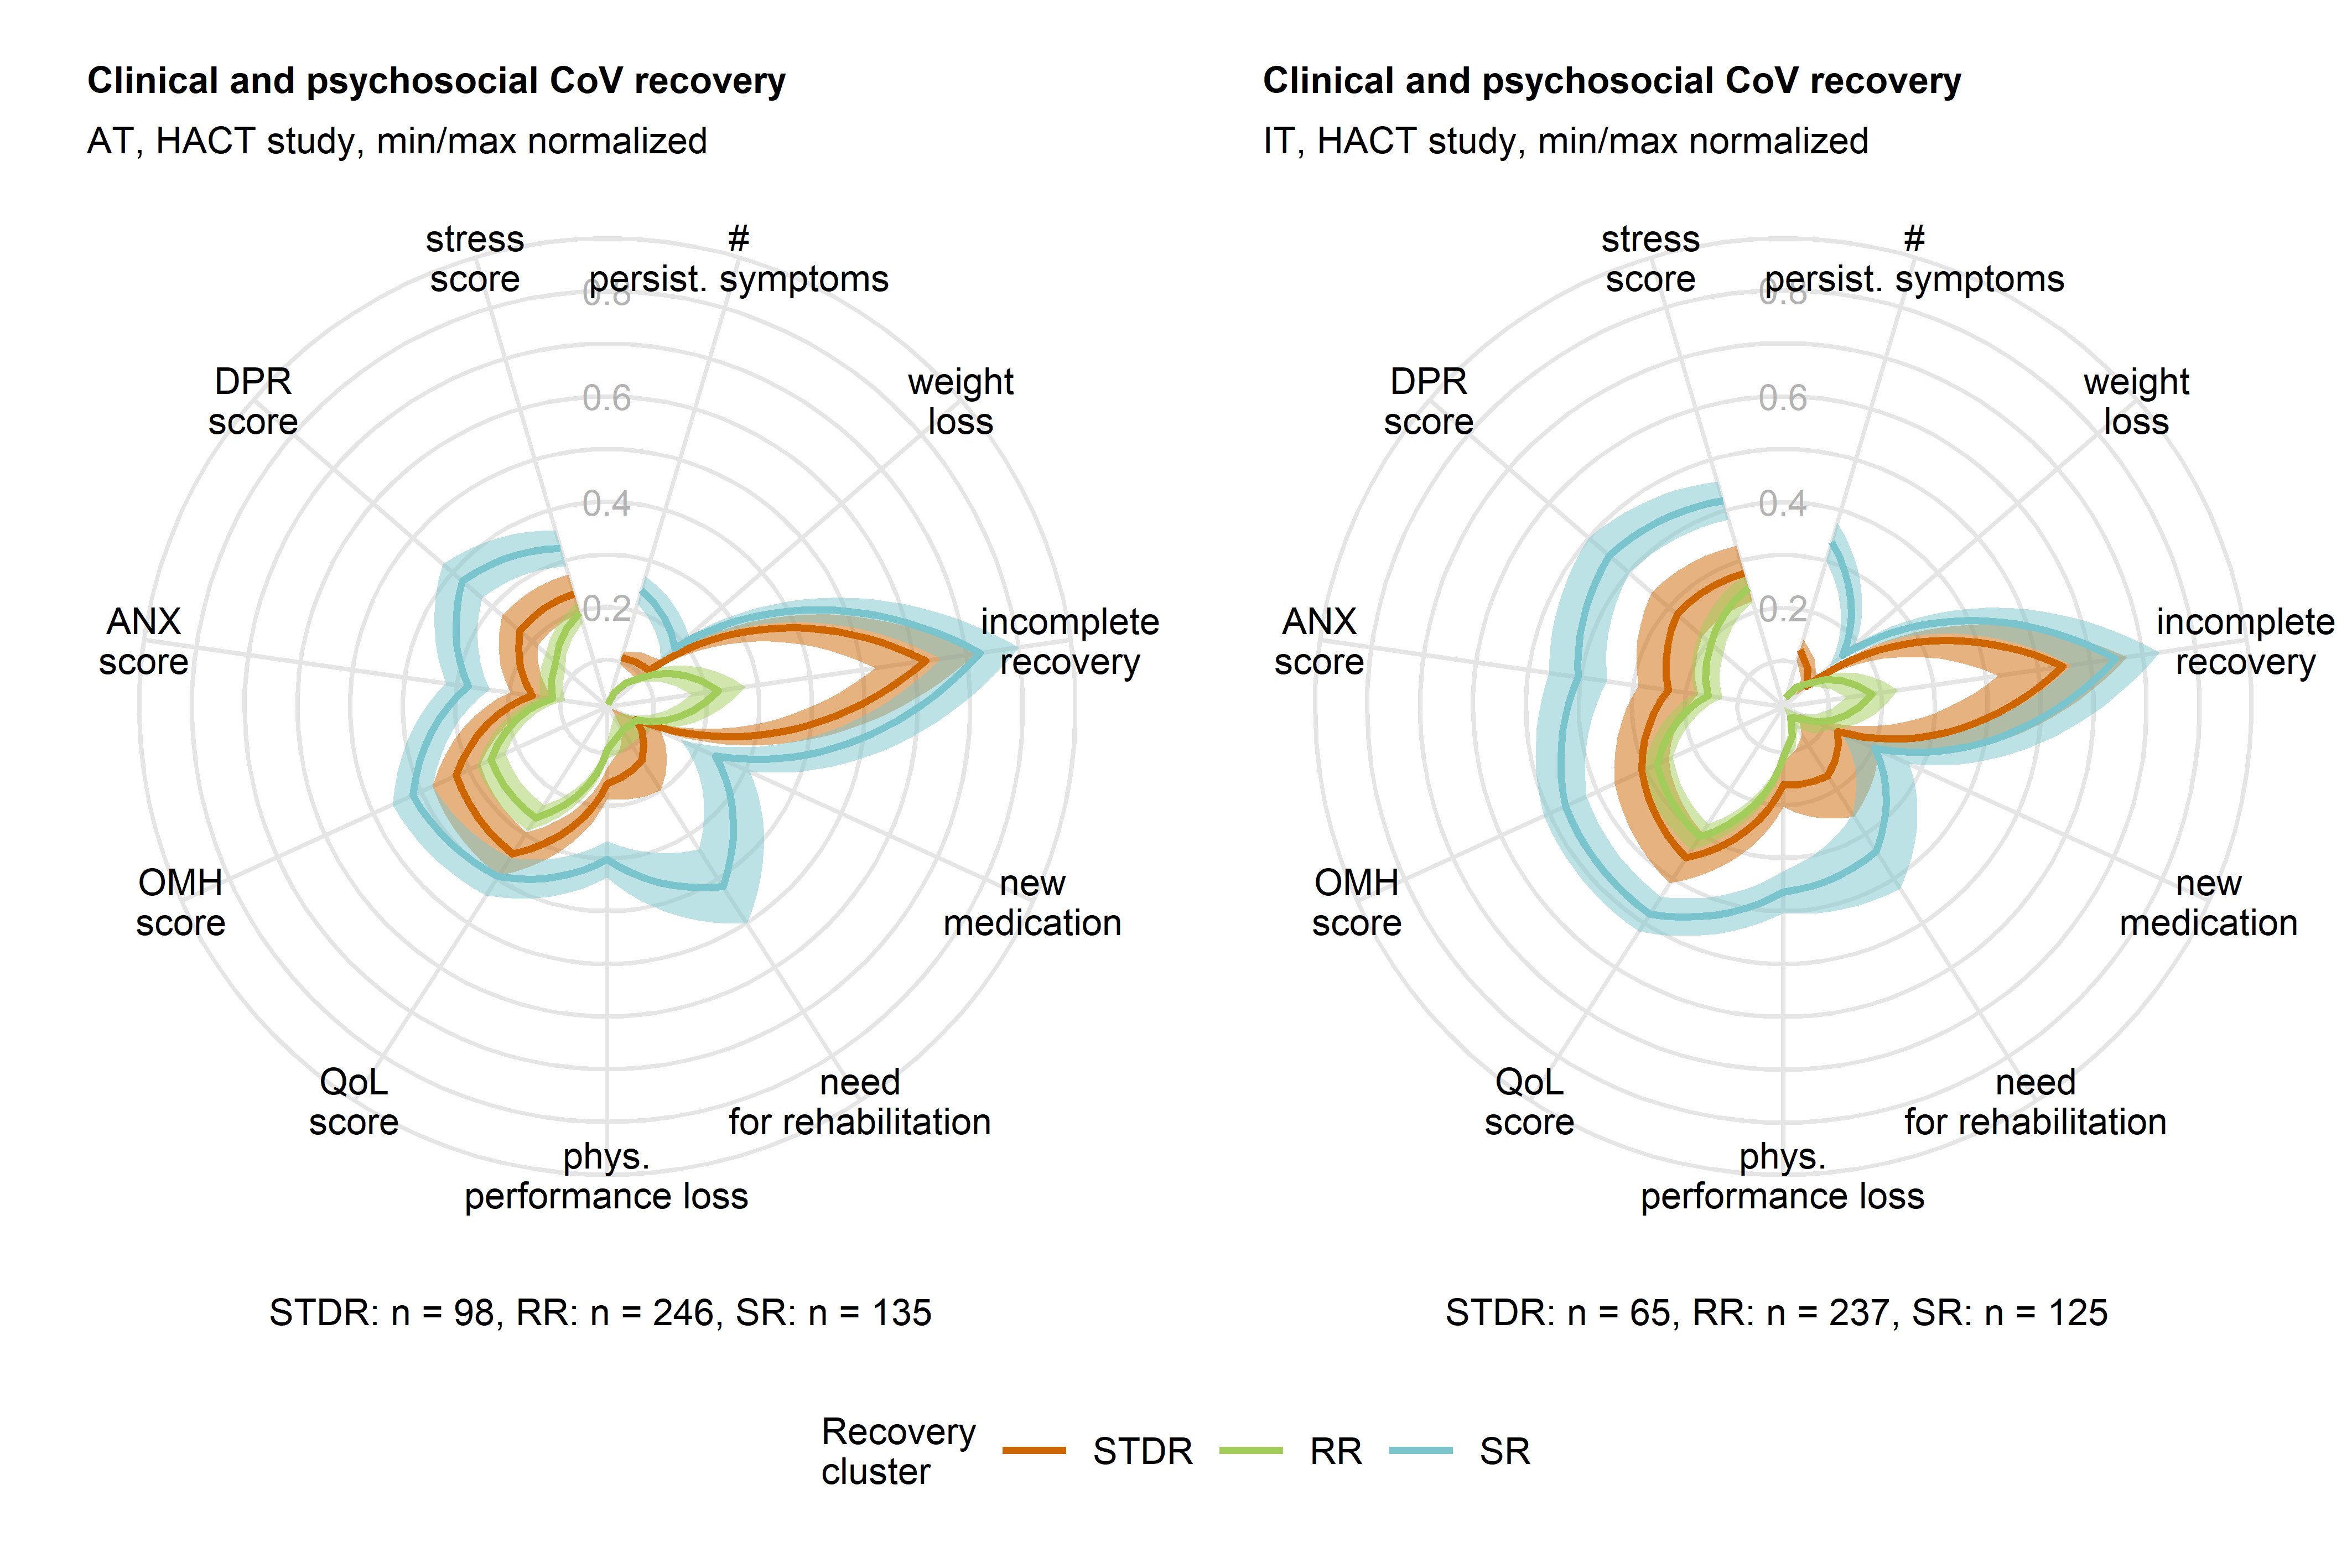 Clinical and psychosocial CoV recovery
AT, HACT study, min/max normalized
stress
score
#
persist. symptoms
0.8
DPR
score
weight
loss
0.6
0.4
0.2
ANX
score
incomplete
recovery
OMH
score
new
medication
QoL
score
need
for rehabilitation
phys.
performance loss
STDR: n = 98, RR: n = 246, SR: n = 135
Clinical and psychosocial CoV recovery
IT, HACT study, min/max normalized
stress
score
#
persist. symptoms
0.8
DPR
score
weight
loss
0.6
0.4
0.2
ANX
score
incomplete
recovery
OMH
score
new
medication
QoL
score
need
for rehabilitation
phys.
performance loss
STDR: n = 65, RR: n = 237, SR: n = 125
Recovery
cluster
STDR RR SR